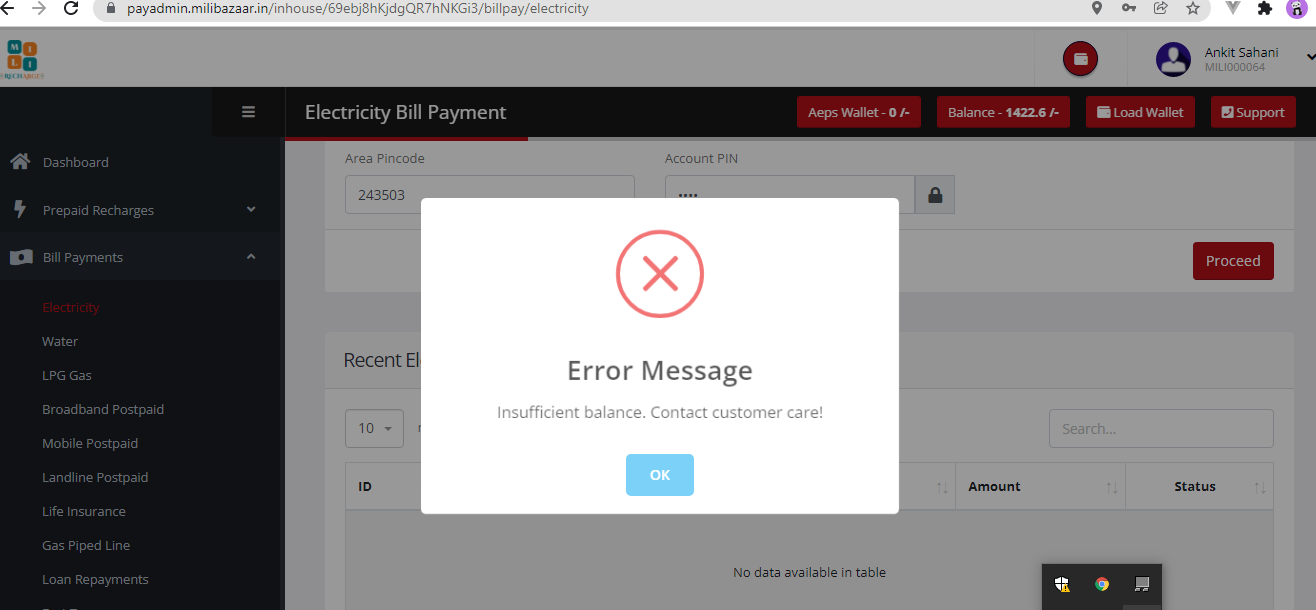 payadmin.milibazaar.in/inhouse/69ebj8hKjdgQR7hNKGi3/billpay/electricity
M I
L I
RECHARGES
Ankit Sahani
MILI000064
Electricity Bill Payment
Aeps Wallet - 0 /-
Balance - 1422.6 /-
Load Wallet
Support
Dashboard
Prepaid Recharges
Bill Payments
Electricity
Water
LPG Gas
Broadband Postpaid
Mobile Postpaid
Landline Postpaid
Life Insurance
Gas Piped Line
Loan Repayments
Area Pincode
Account PIN
243503
••••
Proceed
Error Message
Insufficient balance. Contact customer care!
OK
Recent El
10
Search...
ID
Amount
Status
No data available in table